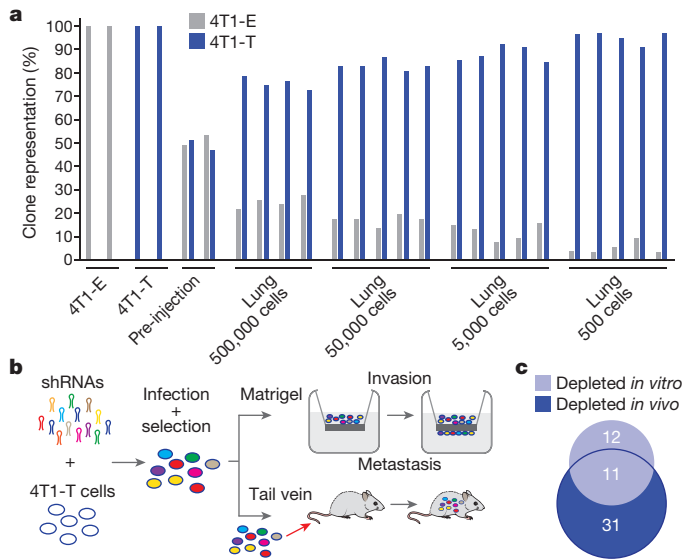 a
4T1-E
4T1-T
Clone representation (%)
100
90
80
70
60
50
40
30
20
10
0
4T1-E
4T1-T
Pre-injection
Lung
500,000 cells
Lung
50,000 cells
Lung
5,000 cells
Lung
500 cells
b
shRNAs
+
4T1-T cells
Infection
+
selection
Matrigel
Invasion
Metastasis
Tail vein
c
Depleted in vitro
Depleted in vivo
12
11
31